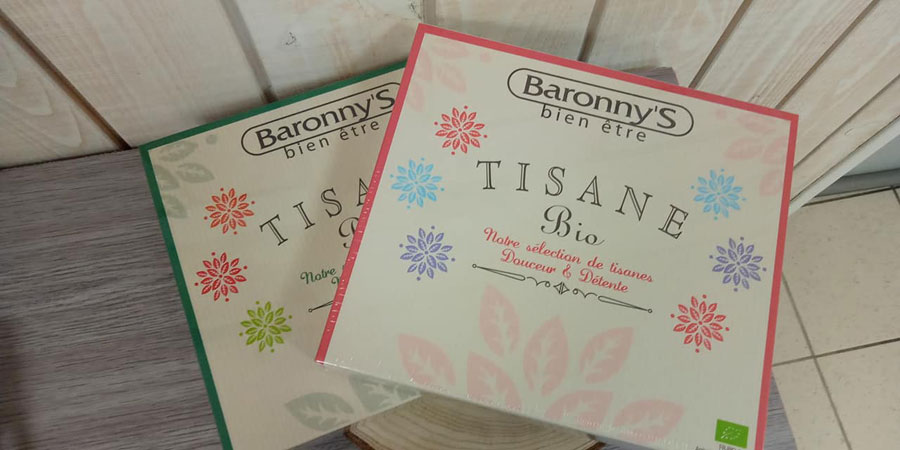 Baronny'S
bien être
TISA
Notre
Baronny'S
bien être
TISANE
Bio
Notre sélection de tisanes
Douceur & Détente